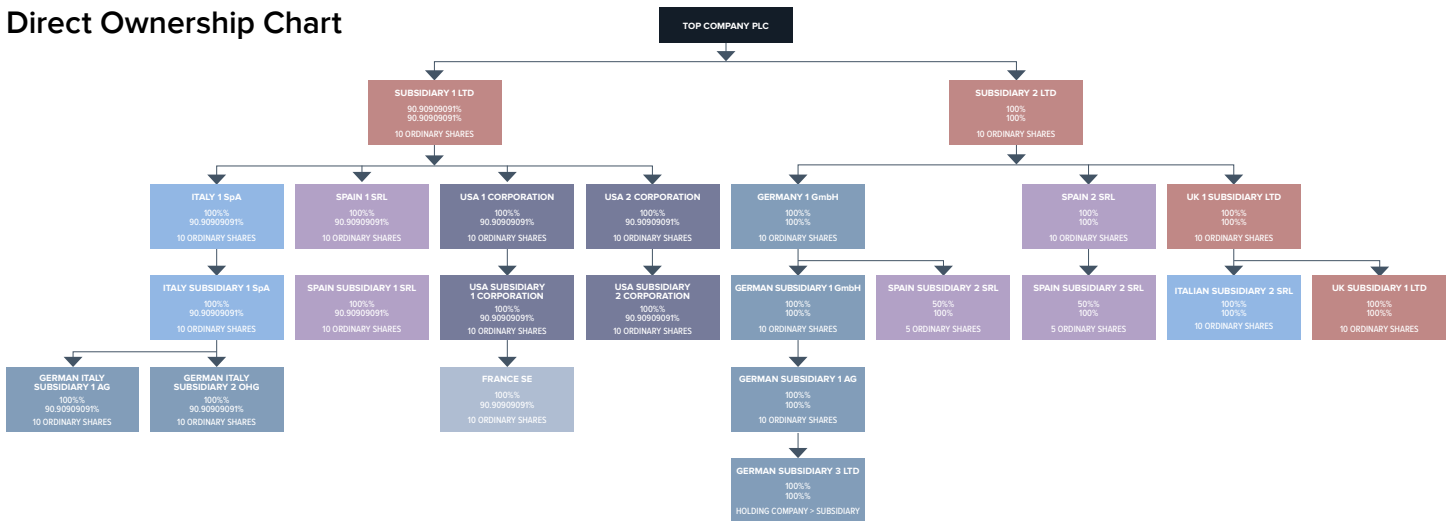 Direct Ownership Chart
TOP COMPANY PLC
SUBSIDIARY 1 LTD
90.90909091%
90.90909091%
10 ORDINARY SHARES
SUBSIDIARY 2 LTD
100%
100%
10 ORDINARY SHARES
ITALY 1 SpA
100%%
90.90909091%
10 ORDINARY SHARES
SPAIN 1 SRL
100%%
90.90909091%
10 ORDINARY SHARES
USA 1 CORPORATION
100%%
90.90909091%
10 ORDINARY SHARES
USA 2 CORPORATION
100%%
90.90909091%
10 ORDINARY SHARES
GERMANY 1 GmbH
100%%
100%%
10 ORDINARY SHARES
SPAIN 2 SRL
100%
100%
10 ORDINARY SHARES
UK 1 SUBSIDIARY LTD
100%%
100%%
10 ORDINARY SHARES
ITALY SUBSIDIARY 1 SpA
100%%
90.90909091%
10 ORDINARY SHARES
SPAIN SUBSIDIARY 1 SRL
100%%
90.90909091%
10 ORDINARY SHARES
USA SUBSIDIARY
1 CORPORATION
100%%
90.90909091%
10 ORDINARY SHARES
USA SUBSIDIARY
2 CORPORATION
100%%
90.90909091%
10 ORDINARY SHARES
GERMAN SUBSIDIARY 1 GmbH
100%%
100%%
10 ORDINARY SHARES
SPAIN SUBSIDIARY 2 SRL
50%%
100%
5 ORDINARY SHARES
SPAIN SUBSIDIARY 2 SRL
50%%
100%
5 ORDINARY SHARES
ITALIAN SUBSIDIARY 2 SRL
100%%
100%%
10 ORDINARY SHARES
UK SUBSIDIARY 1 LTD
100%%
100%%
10 ORDINARY SHARES
GERMAN ITALY
SUBSIDIARY 1 AG
100%%
90.90909091%
10 ORDINARY SHARES
GERMAN ITALY
SUBSIDIARY 2 OHG
100%%
90.90909091%
10 ORDINARY SHARES
FRANCE SE
100%%
90.90909091%
10 ORDINARY SHARES
GERMAN SUBSIDIARY 1 AG
100%%
100%%
10 ORDINARY SHARES
GERMAN SUBSIDIARY 3 LTD
100%%
100%%
HOLDING COMPANY > SUBSIDIARY